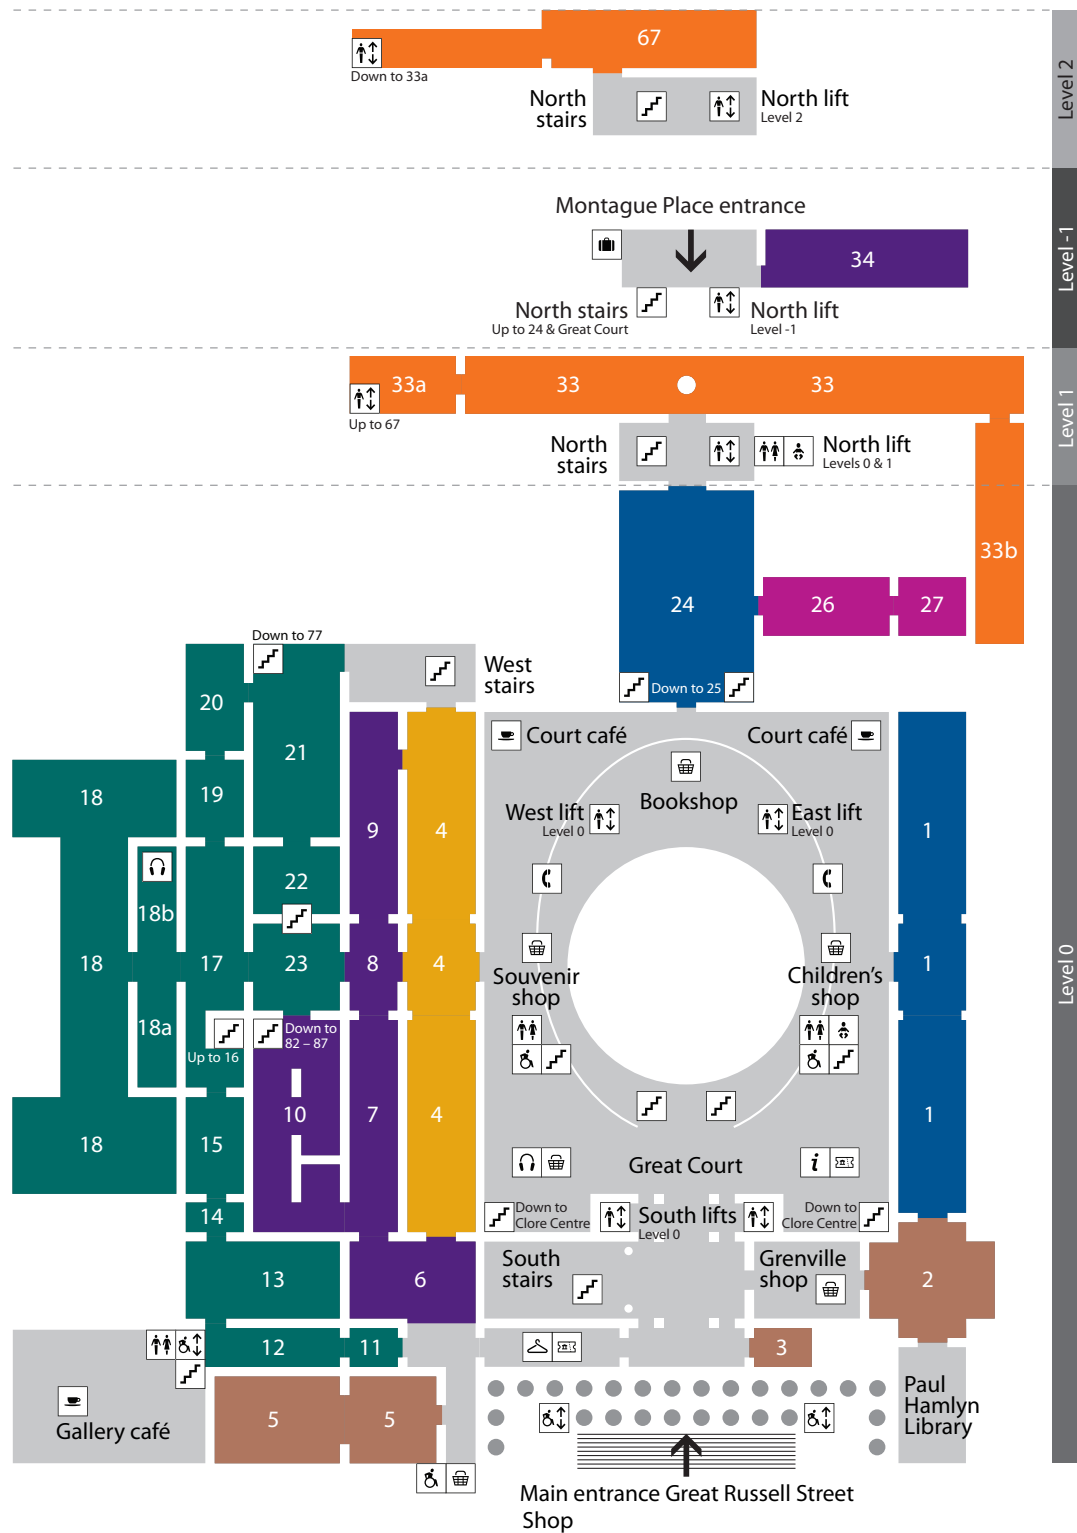 67
Down to 33a
North
stairs
North lift
Level 2
Level 2
Montague Place entrance
34
North stairs
Up to 24 & Great Court
North lift
Level -1
Level -1
33a
33
33
Up to 67
North
stairs
North lift
Levels 0 & 1
Level 1
33b
24
26
27
Down to 25
Down to 77
West
stairs
20
21
Court café
Court café
18
19
9
4
West lift
Level 0
Bookshop
East lift
Level 0
1
22
18b
18
17
23
8
4
Souvenir
shop
Children's
shop
1
Level 0
18a
Up to 16
Down to
82 – 87
10
7
4
1
18
15
Great Court
i
14
Down to
Clore Centre
South lifts
Level 0
Down to
Clore Centre
13
6
South
stairs
Grenville
shop
2
12
11
3
Gallery café
5
5
Paul
Hamlyn
Library
Main entrance Great Russell Street
Shop